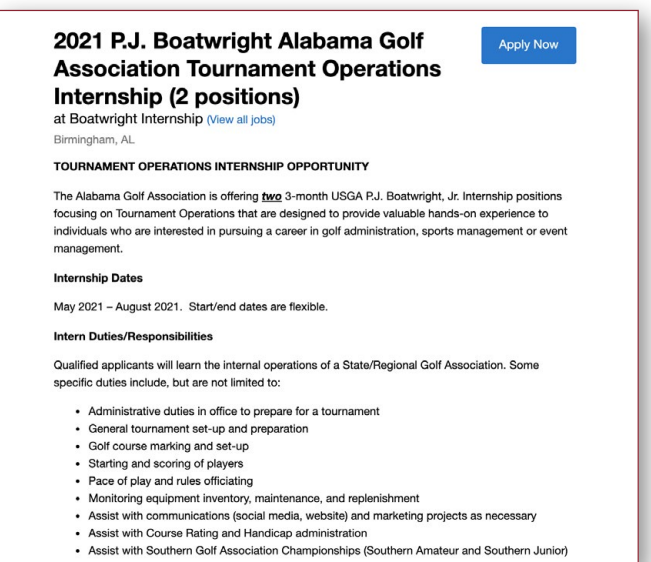 2021 P.J. Boatwright Alabama Golf
Association Tournament Operations
Internship (2 positions)
Apply Now
at Boatwright Internship (View all jobs)
Birmingham, AL
TOURNAMENT OPERATIONS INTERNSHIP OPPORTUNITY
The Alabama Golf Association is offering two 3-month USGA P.J. Boatwright, Jr. Internship positions
focusing on Tournament Operations that are designed to provide valuable hands-on experience to
individuals who are interested in pursuing a career in golf administration, sports management or event
management.
Internship Dates
May 2021 – August 2021. Start/end dates are flexible.
Intern Duties/Responsibilities
Qualified applicants will learn the internal operations of a State/Regional Golf Association. Some
specific duties include, but are not limited to:
• Administrative duties in office to prepare for a tournament
• General tournament set-up and preparation
• Golf course marking and set-up
• Starting and scoring of players
• Pace of play and rules officiating
• Monitoring equipment inventory, maintenance, and replenishment
• Assist with communications (social media, website) and marketing projects as necessary
• Assist with Course Rating and Handicap administration
• Assist with Southern Golf Association Championships (Southern Amateur and Southern Junior)